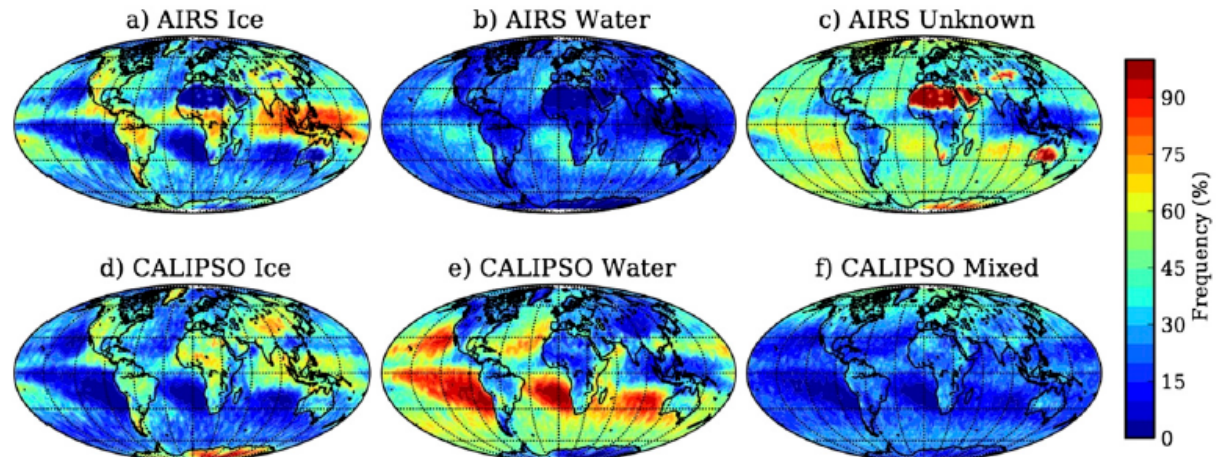 a) AIRS Ice
b) AIRS Water
c) AIRS Unknown
d) CALIPSO Ice
e) CALIPSO Water
f) CALIPSO Mixed
90
75
60
45
30
15
0
Frequency (%)